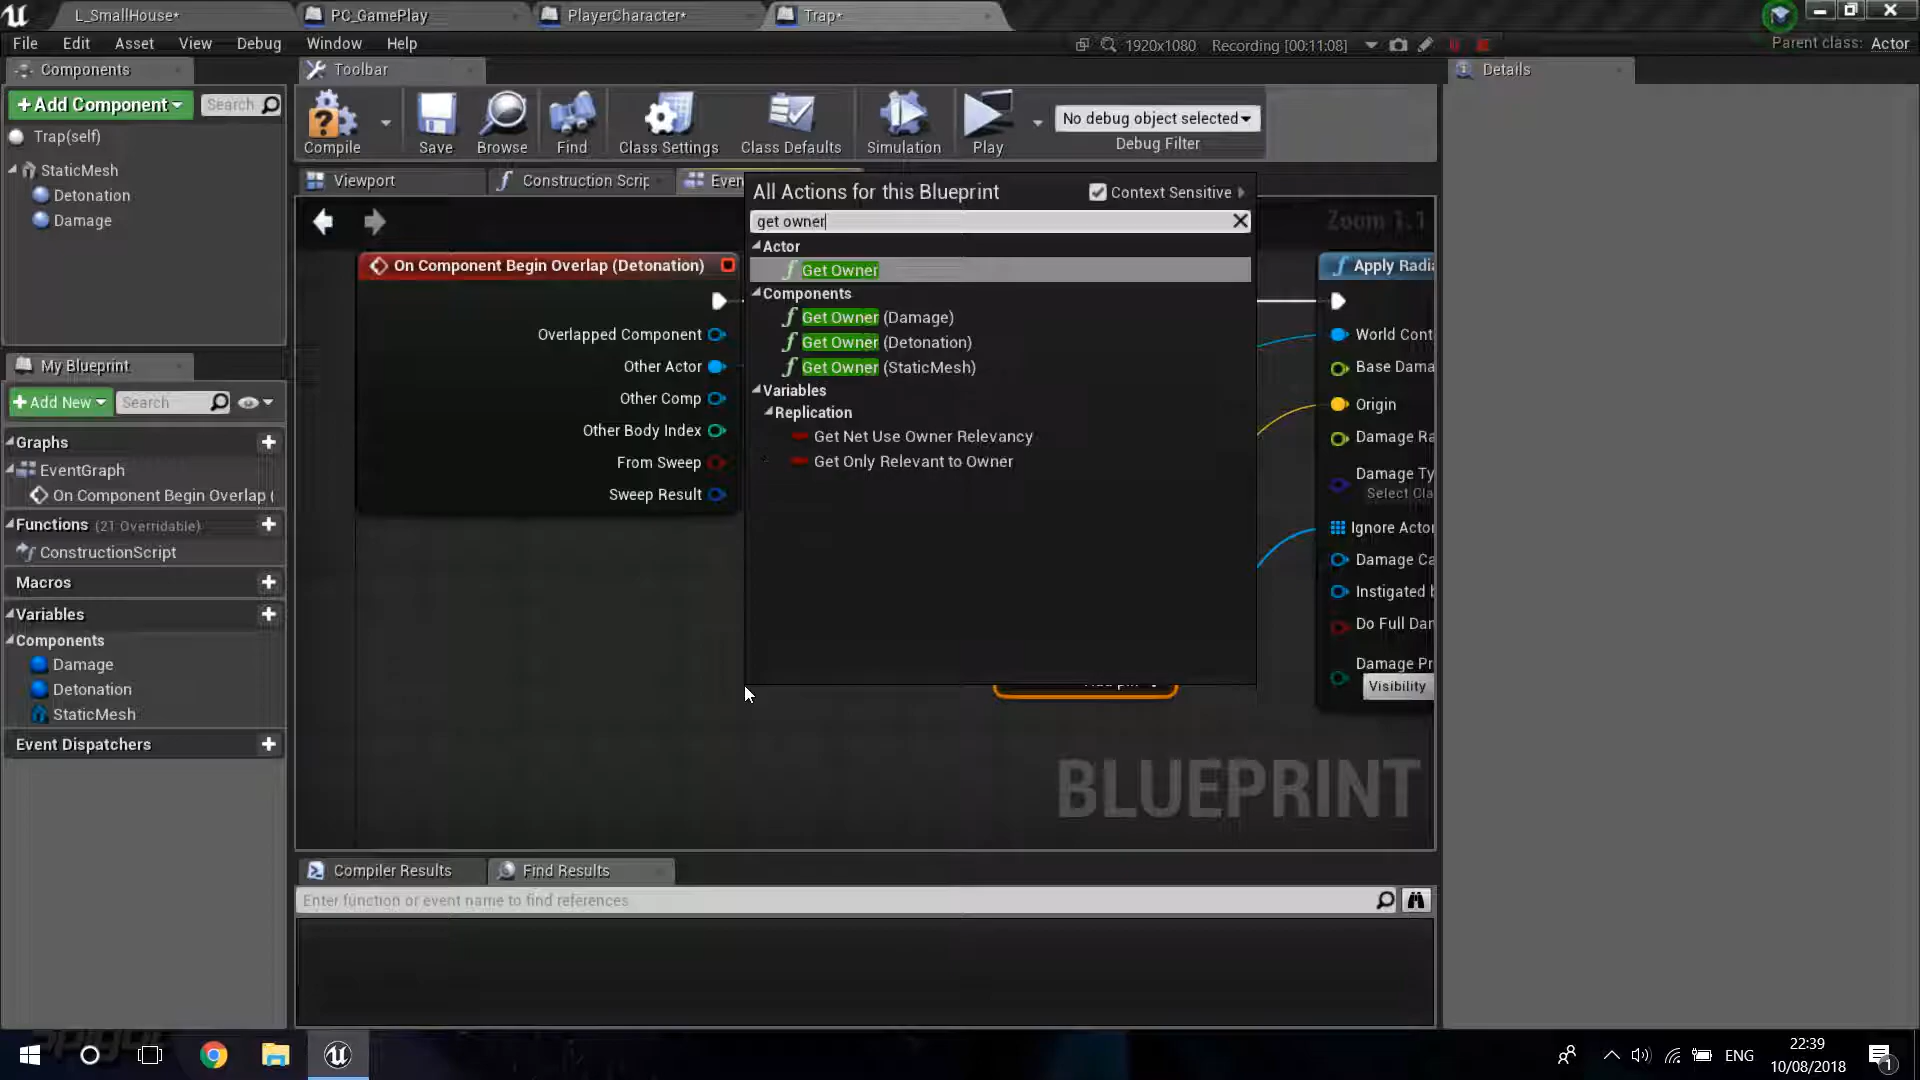 L_SmallHouse*
PC_GamePlay
PlayerCharacter*
Trap*
File Edit Asset View Debug Window Help
1920x1080 Recording [00:11:08]
Parent class: Actor
Components
Toolbar
Details
+Add Component
Search
Trap(self)
StaticMesh
Detonation
Damage
Compile
Save
Browse
Find
Class Settings
Class Defaults
Simulation
Play
No debug object selected
Debug Filter
Viewport
Construction Scrip
Even
Zoom 1:1
All Actions for this Blueprint
Context Sensitive
get owner
Actor
Get Owner
Components
Get Owner (Damage)
Get Owner (Detonation)
Get Owner (StaticMesh)
Variables
Replication
Get Net Use Owner Relevancy
Get Only Relevant to Owner
On Component Begin Overlap (Detonation)
Overlapped Component
Other Actor
Other Comp
Other Body Index
From Sweep
Sweep Result
Apply Radia
World Cont
Base Dama
Origin
Damage Ra
Damage Ty
Select Cla
Ignore Actor
Damage Ca
Instigated b
Do Full Dam
Damage Pr
Visibility
BLUEPRINT
My Blueprint
+Add New
Search
Graphs
EventGraph
On Component Begin Overlap (
Functions (21 Overridable)
ConstructionScript
Macros
Variables
Components
Damage
Detonation
StaticMesh
Event Dispatchers
Compiler Results
Find Results
Enter function or event name to find references
ENG
22:39
10/08/2018
1